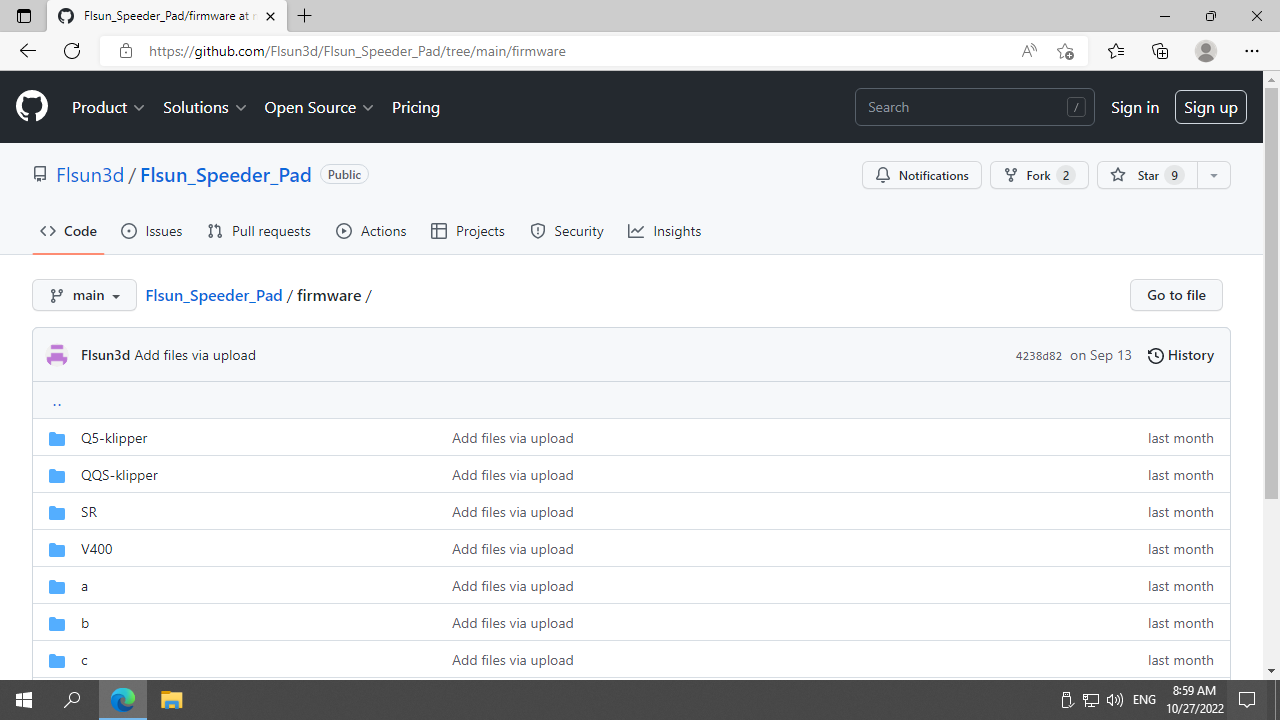 Flsun_Speeder_Pad/firmware at
https://github.com/Flsun3d/Flsun_Speeder_Pad/tree/main/firmware
Product Solutions Open Source Pricing Search / Sign in Sign up
Flsun3d / Flsun_Speeder_Pad Public Notifications Fork 2 Star 9
Code Issues Pull requests Actions Projects Security Insights
main Flsun_Speeder_Pad / firmware / Go to file
Flsun3d Add files via upload 4238d82 on Sep 13 History
..
Q5-klipper Add files via upload last month
QQS-klipper Add files via upload last month
SR Add files via upload last month
V400 Add files via upload last month
a Add files via upload last month
b Add files via upload last month
c Add files via upload last month
ENG 8:59 AM
10/27/2022